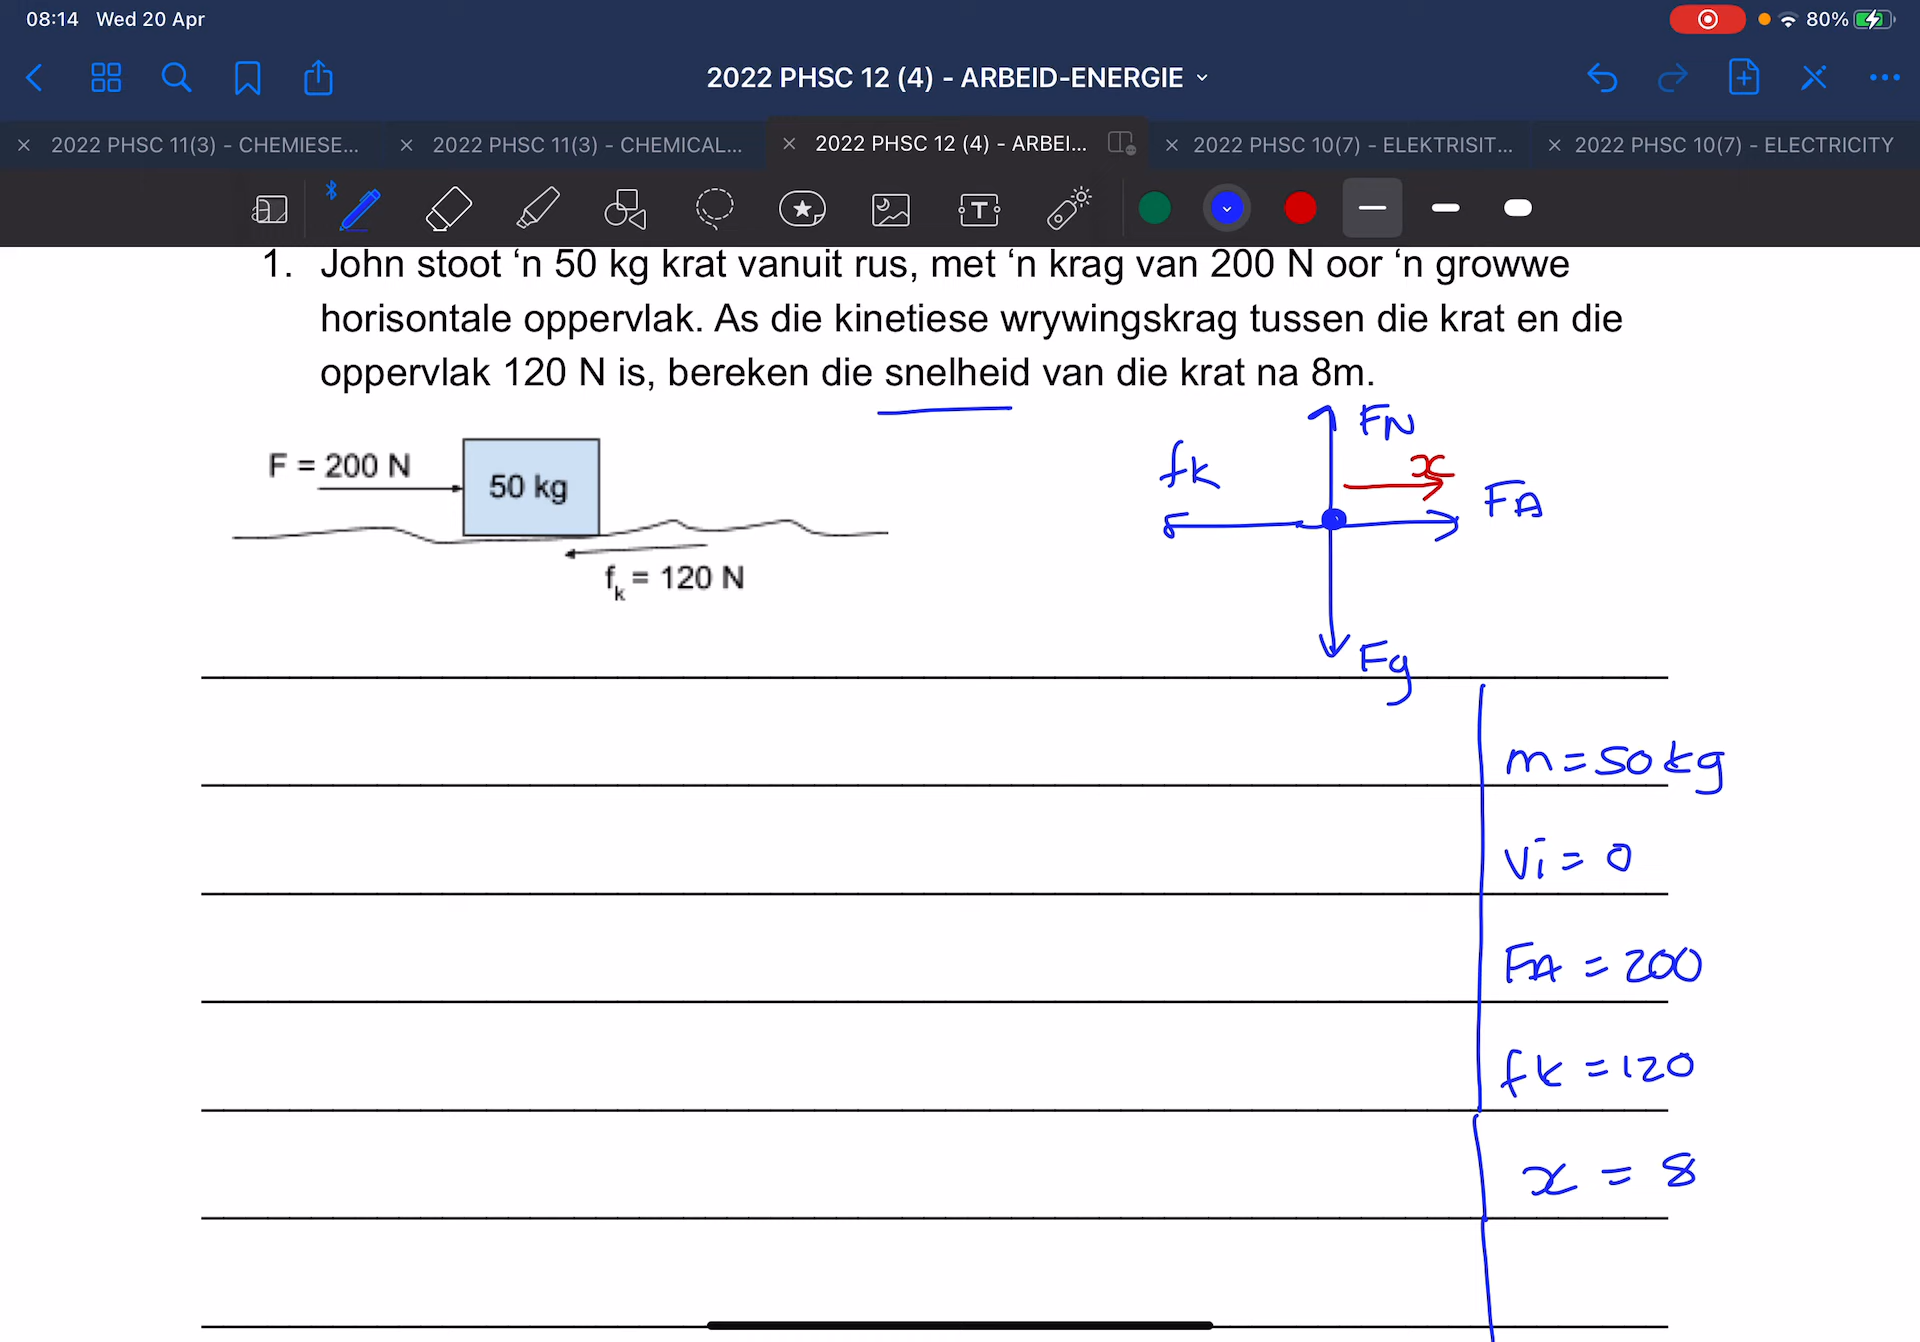 08:14 Wed 20 Apr
80%
2022 PHSC 12 (4) - ARBEID-ENERGIE
2022 PHSC 11(3) - CHEMIESE...
2022 PHSC 11(3) - CHEMICAL...
2022 PHSC 12 (4) - ARBEI...
2022 PHSC 10(7) - ELEKTRISIT...
2022 PHSC 10(7) - ELECTRICITY
1. John stoot ‘n 50 kg krat vanuit rus, met ‘n krag van 200 N oor ‘n growwe
horisontale oppervlak. As die kinetiese wrywingskrag tussen die krat en die
oppervlak 120 N is, bereken die snelheid van die krat na 8m.
F = 200 N
50 kg
fk = 120 N
FN
fk
x
FA
Fg
m = 50 kg
vi = 0
FA = 200
fk = 120
x = 8